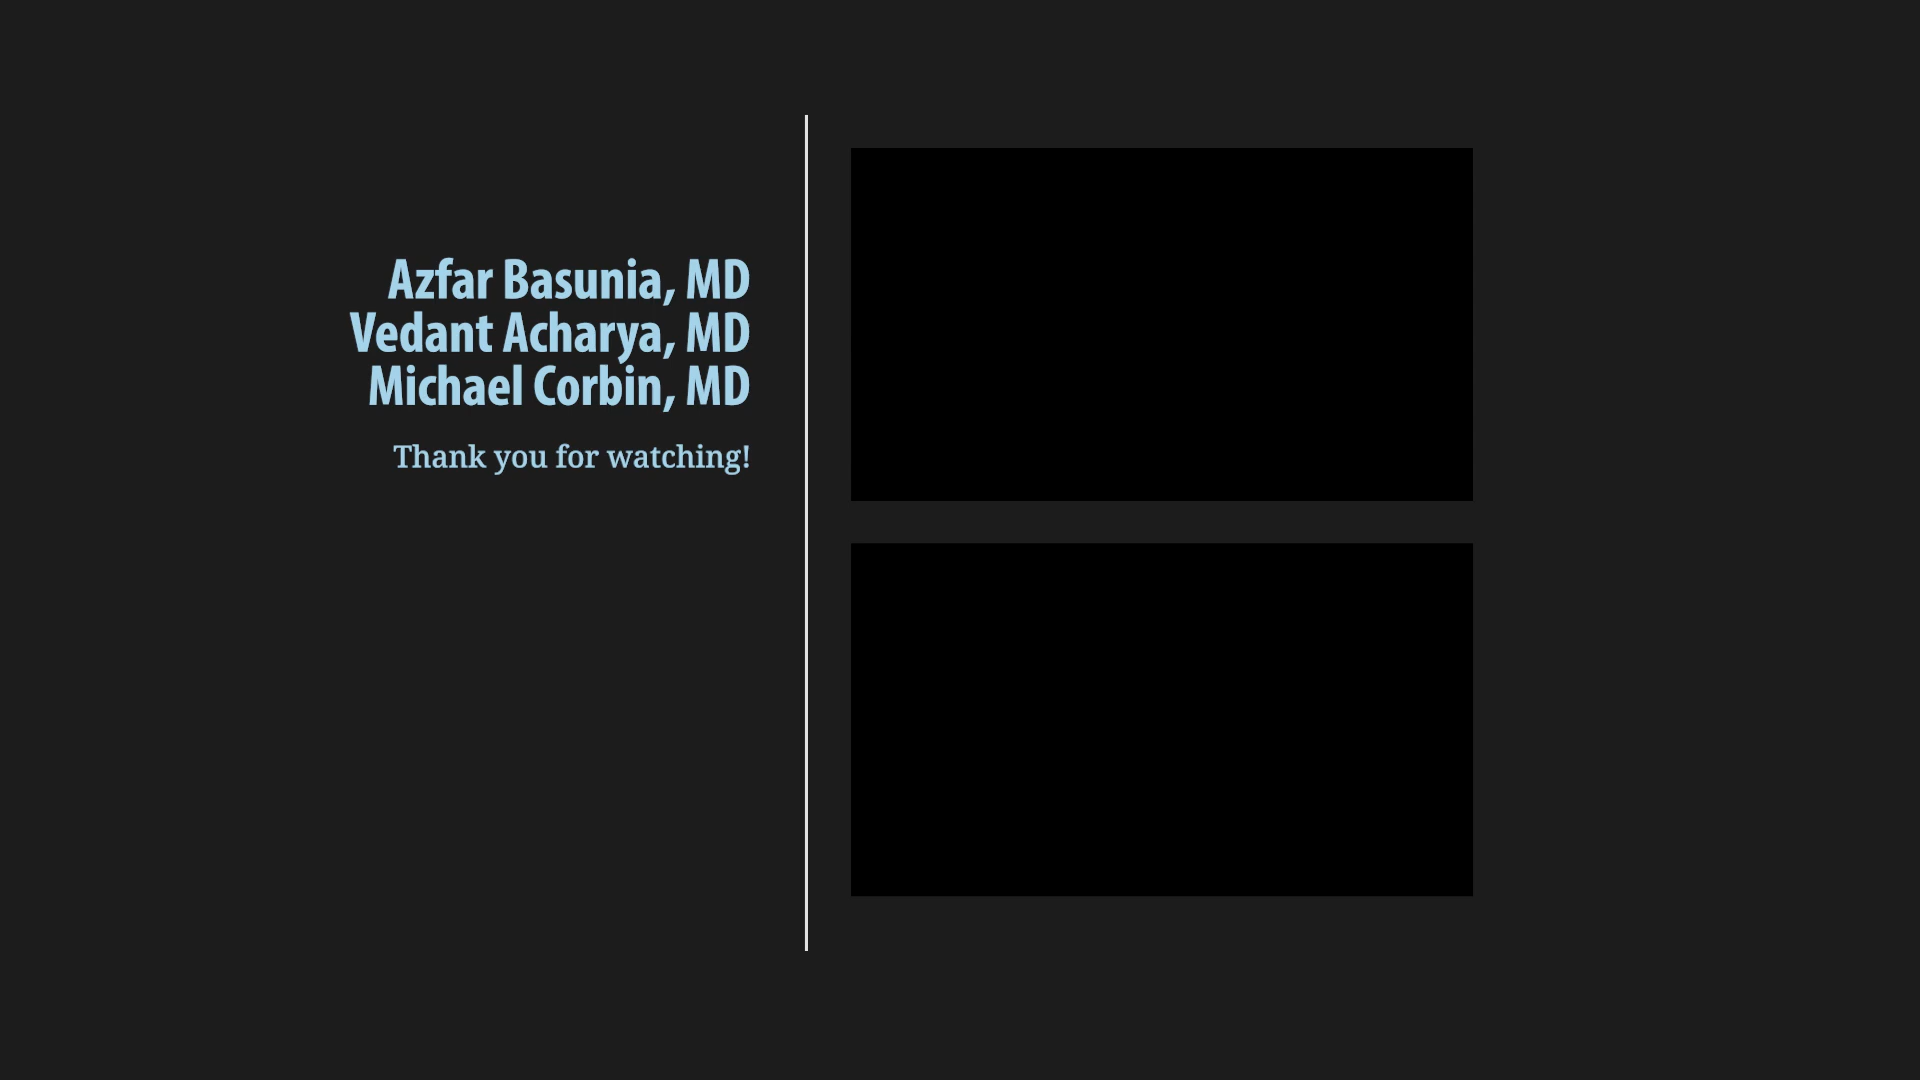 Azfar Basunia, MD
Vedant Acharya, MD
Michael Corbin, MD
Thank you for watching!